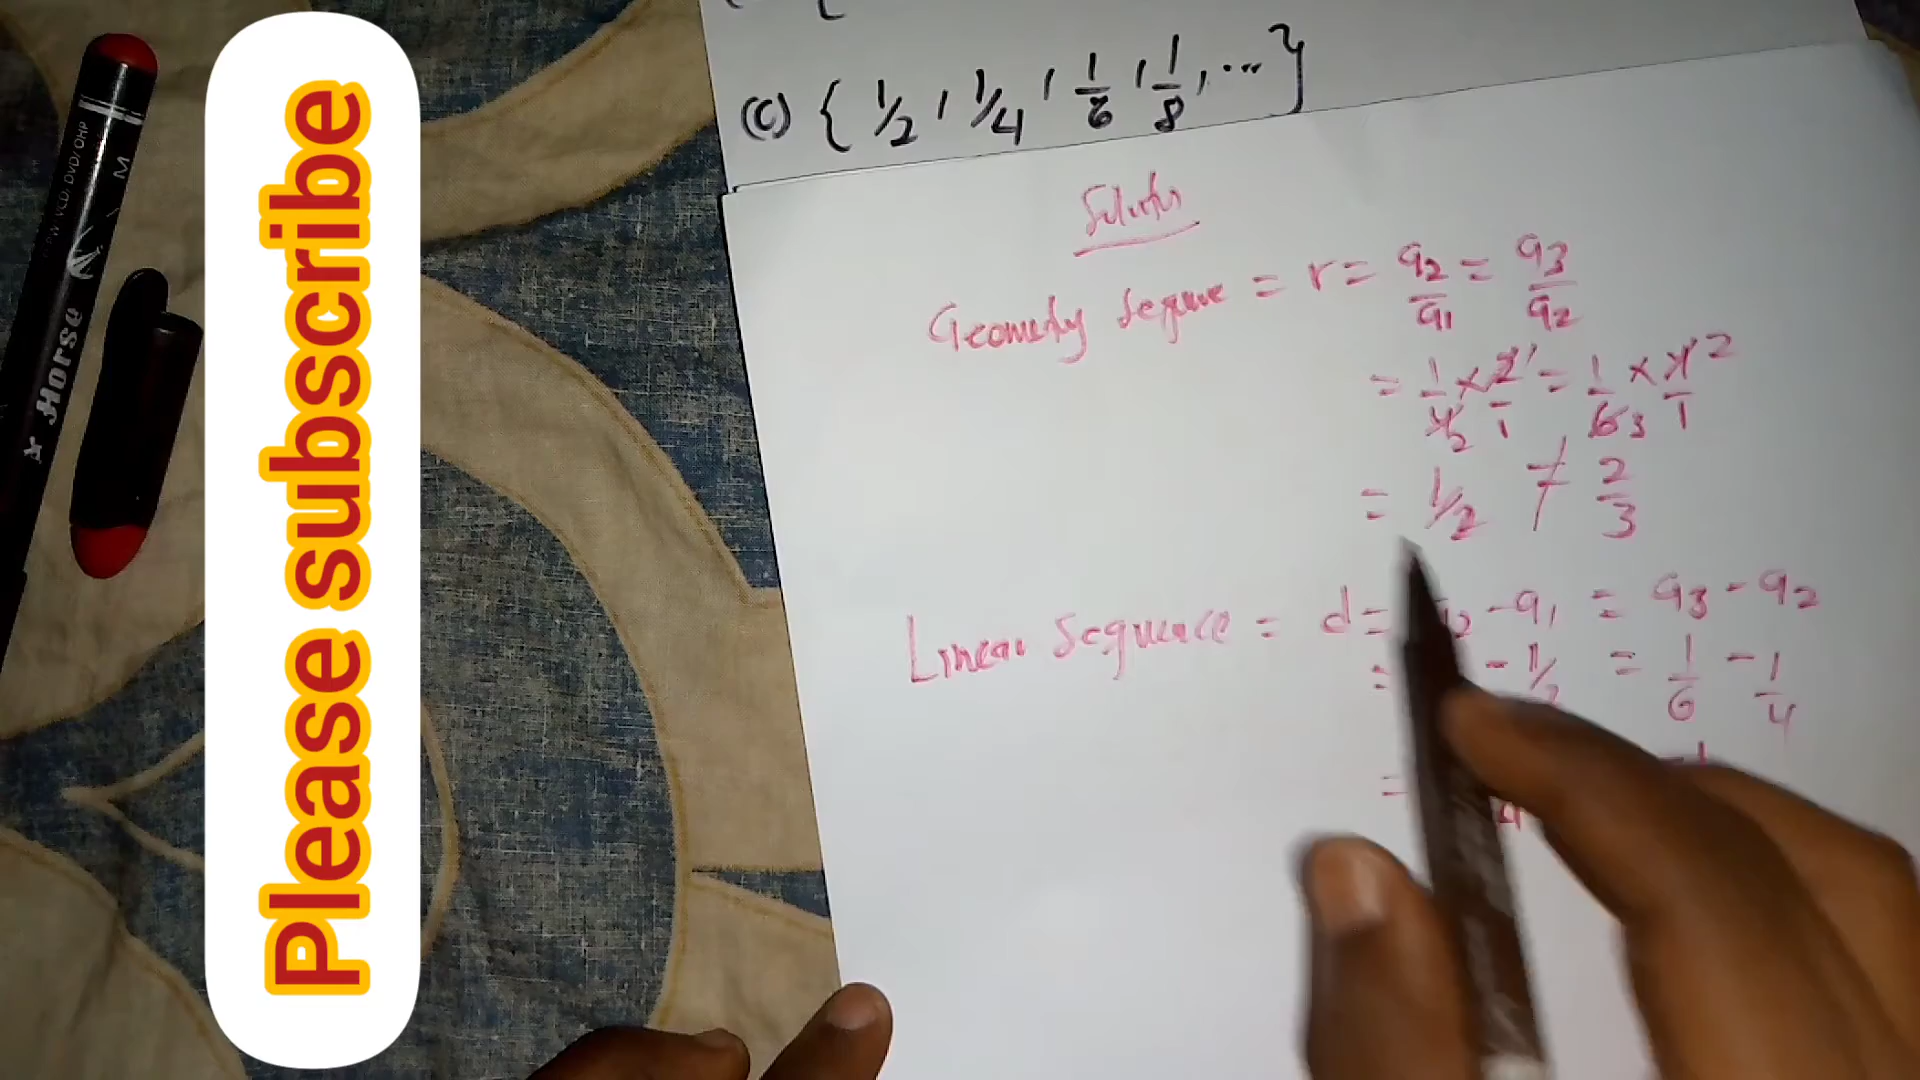 Please subscribe
Horse
M
(C) { 1/2, 1/4, 1/6, 1/8, ... }
Geometry Sequence = r = a2/a1 = a3/a2
= 1/4 × 2/1 = 1/6 × 4/1
= 1/2 ≠ 2/3
Linear Sequence = d = a2 - a1 = a3 - a2
= - 1/2 = 1/6 - 1/4
=